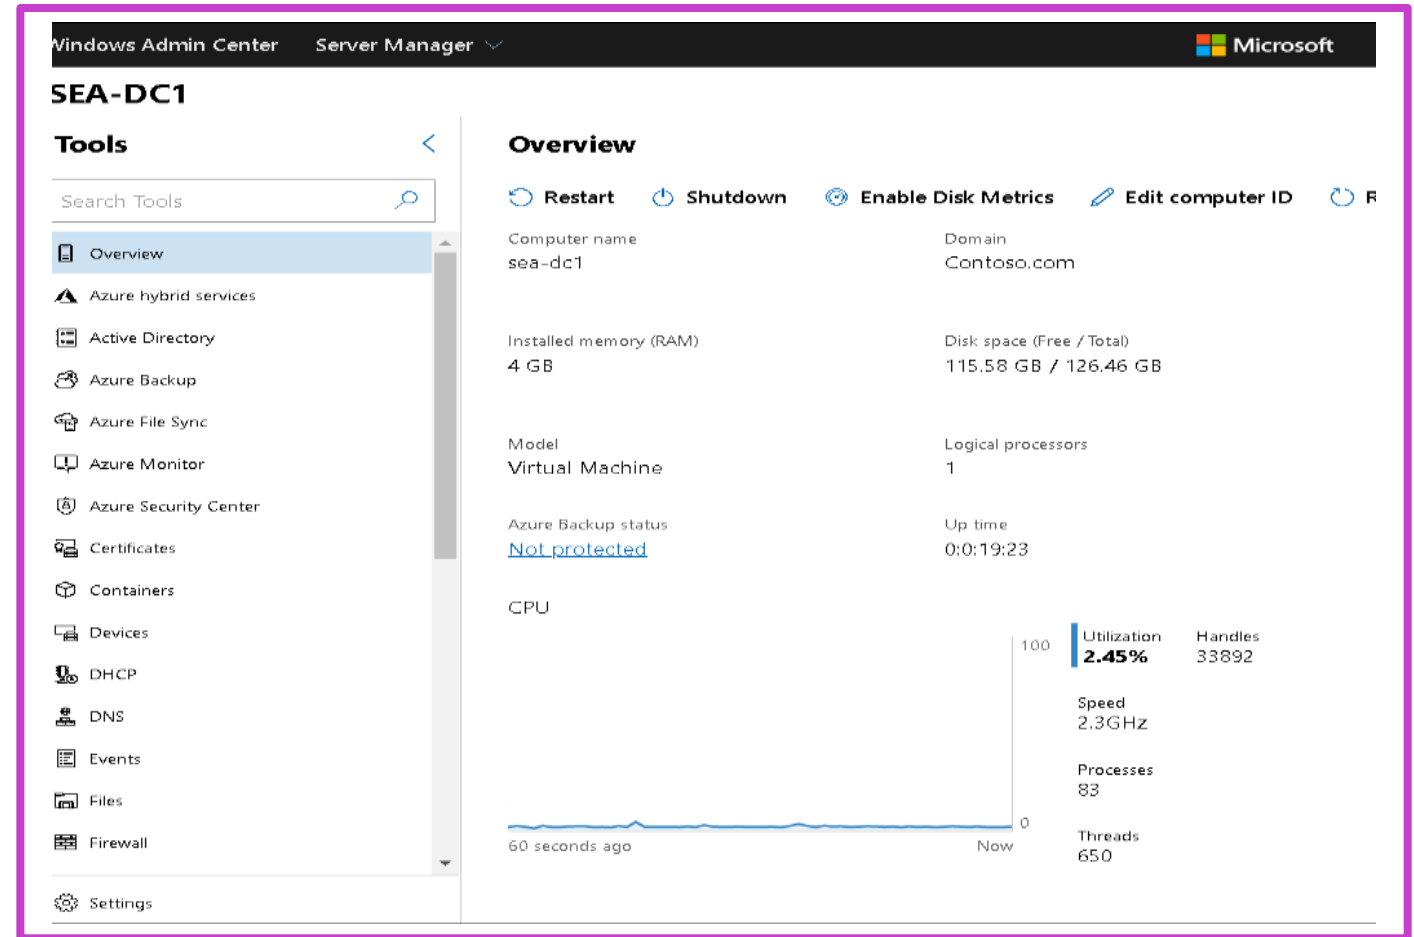 Windows Admin Center Server Manager Microsoft
SEA-DC1
Tools
Search Tools
Overview
Azure hybrid services
Active Directory
Azure Backup
Azure File Sync
Azure Monitor
Azure Security Center
Certificates
Containers
Devices
DHCP
DNS
Events
Files
Firewall
Settings
Overview
Restart Shutdown Enable Disk Metrics Edit computer ID R
Computer name Domain
sea-dc1 Contoso.com
Installed memory (RAM) Disk space (Free / Total)
4 GB 115.58 GB / 126.46 GB
Model Logical processors
Virtual Machine 1
Azure Backup status Up time
Not protected 0:0:19:23
CPU
100
0
60 seconds ago Now
Utilization Handles
2.45% 33892
Speed
2.3GHz
Processes
83
Threads
650